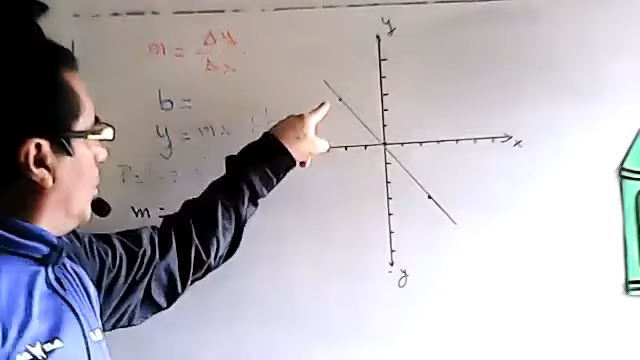 m = Δy
Δx
b =
y = mx
m =
y
x
-y